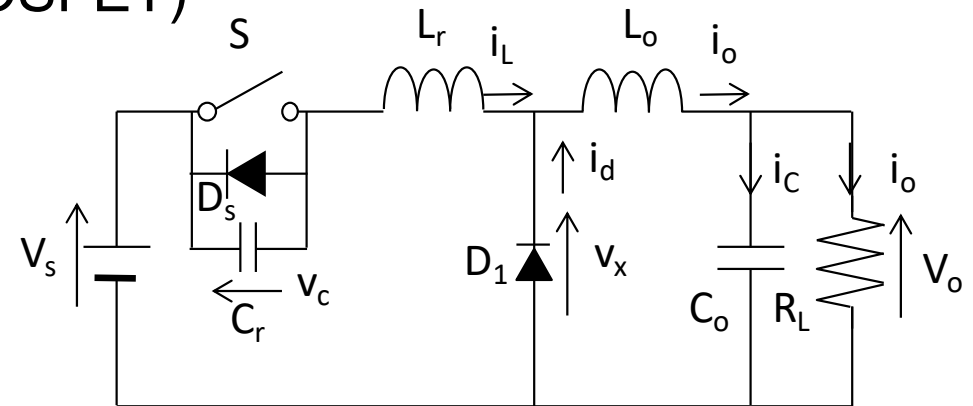 S
L_r
i_L
L_o
i_o
D_s
i_d
i_C
i_o
V_s
v_c
D_1
v_x
V_o
C_r
C_o
R_L